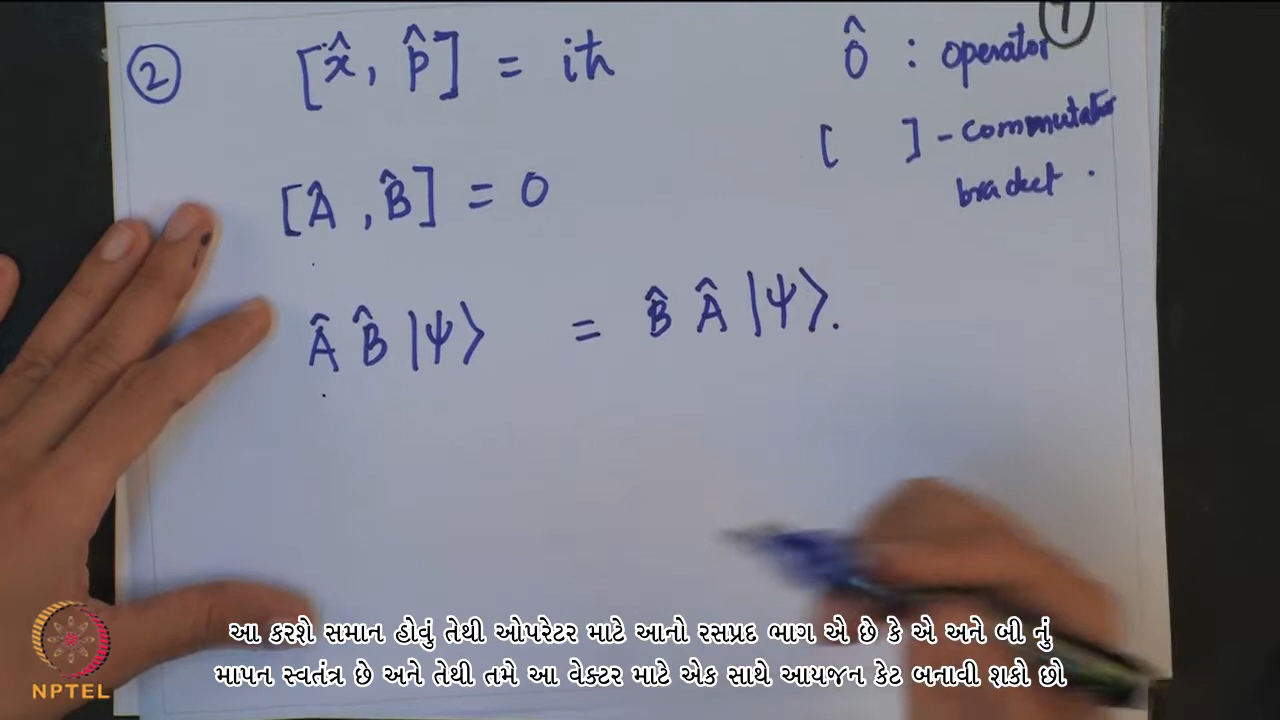 ② [x̂, p̂] = iħ
Ô : operator
[ ] - commutator
bracket .
[Â, B̂] = 0
Â B̂ |ψ⟩ = B̂ Â |ψ⟩.
આ કરશે સમાન હોવું તેથી ઓપરેટર માટે આનો રસપ્રદ ભાગ એ છે કે એ અને બી નું
માપન સ્વતંત્ર છે અને તેથી તમે આ વેક્ટર માટે એક સાથે આયજન કેટ બનાવી શકો છો
NPTEL